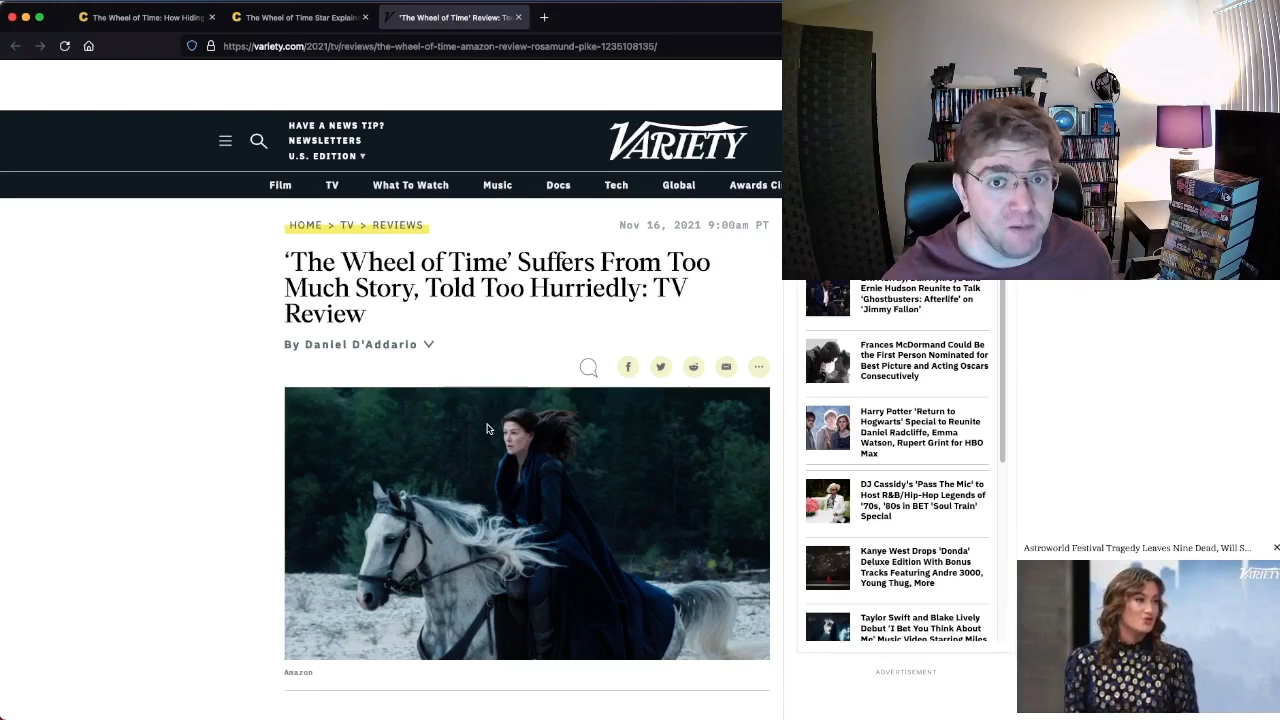 The Wheel of Time: How Hiding
The Wheel of Time Star Explain
'The Wheel of Time' Review: Too
https://variety.com/2021/tv/reviews/the-wheel-of-time-amazon-review-rosamund-pike-1235108135/
HAVE A NEWS TIP?
NEWSLETTERS
U.S. EDITION
VARIETY
Film TV What To Watch Music Docs Tech Global Awards Ci
HOME > TV > REVIEWS
Nov 16, 2021 9:00am PT
‘The Wheel of Time’ Suffers From Too
Much Story, Told Too Hurriedly: TV
Review
By Daniel D'Addario
Amazon
Ernie Hudson Reunite to Talk
‘Ghostbusters: Afterlife’ on
‘Jimmy Fallon’
Frances McDormand Could Be
the First Person Nominated for
Best Picture and Acting Oscars
Consecutively
Harry Potter ‘Return to
Hogwarts’ Special to Reunite
Daniel Radcliffe, Emma
Watson, Rupert Grint for HBO
Max
DJ Cassidy's ‘Pass The Mic’ to
Host R&B/Hip-Hop Legends of
’70s, ’80s in BET ‘Soul Train’
Special
Kanye West Drops ‘Donda’
Deluxe Edition With Bonus
Tracks Featuring Andre 3000,
Young Thug, More
Taylor Swift and Blake Lively
Debut ‘I Bet You Think About
Me’ Music Video Starring Miles
ADVERTISEMENT
Astroworld Festival Tragedy Leaves Nine Dead, Will S...
VARIETY